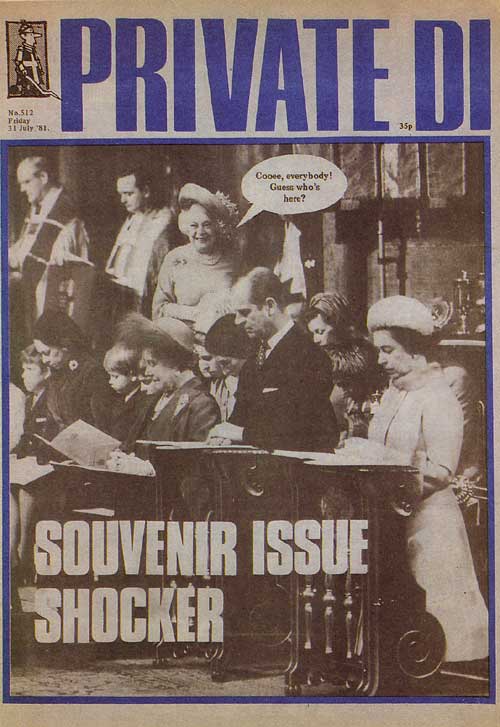 PRIVATE DI
No.512
Friday
31 July '81.
35p
Cooee, everybody!
Guess who's
here?
SOUVENIR ISSUE
SHOCKER